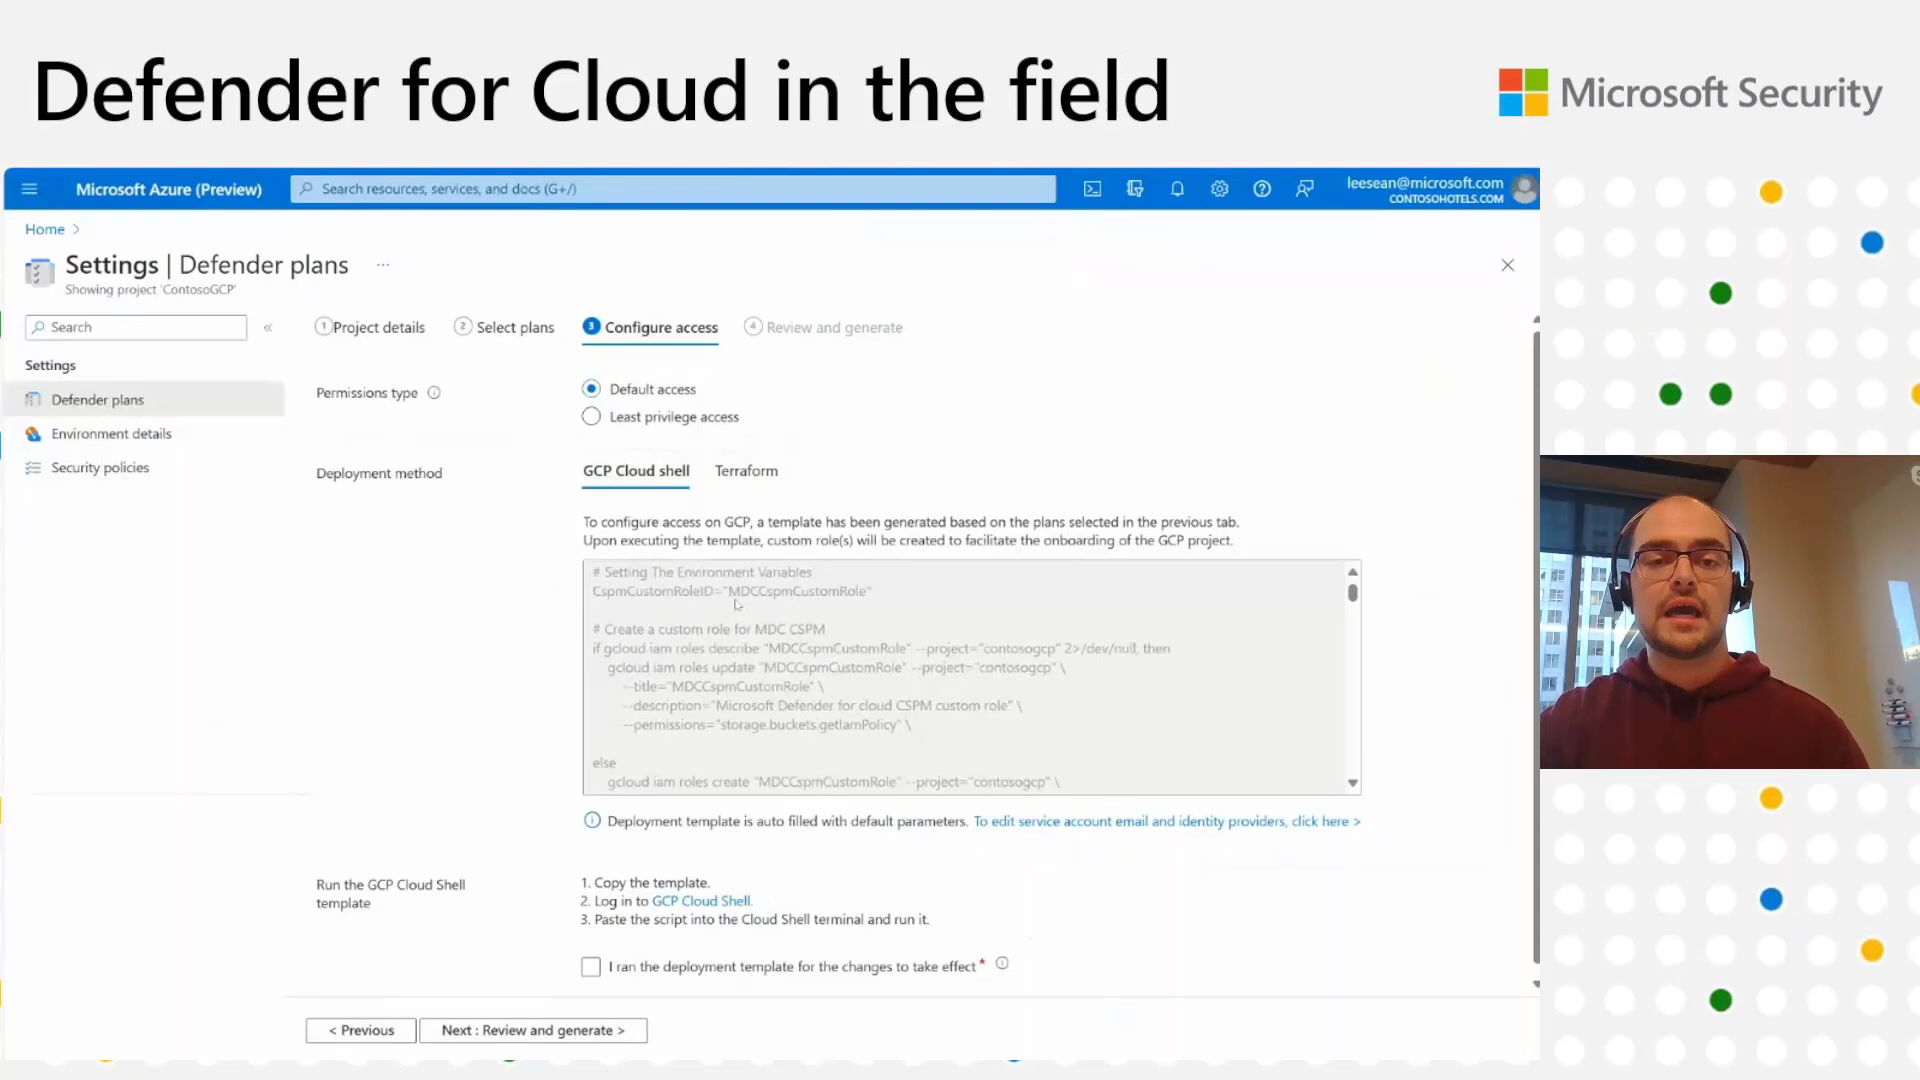 Defender for Cloud in the field
Microsoft Security
Microsoft Azure (Preview)
Search resources, services, and docs (G+/)
leesean@microsoft.com
CONTOSOHOTELS.COM
Home >
Settings | Defender plans ...
Showing project 'ContosoGCP'
Search
«
1 Project details
2 Select plans
3 Configure access
4 Review and generate
Settings
Defender plans
Environment details
Security policies
Permissions type
Default access
Least privilege access
Deployment method
GCP Cloud shell
Terraform
To configure access on GCP, a template has been generated based on the plans selected in the previous tab.
Upon executing the template, custom role(s) will be created to facilitate the onboarding of the GCP project.
# Setting The Environment Variables
CspmCustomRoleID="MDCCspmCustomRole"
# Create a custom role for MDC CSPM
if gcloud iam roles describe "MDCCspmCustomRole" --project="contosogcp" 2>/dev/null; then
gcloud iam roles update "MDCCspmCustomRole" --project="contosogcp" \
--title="MDCCspmCustomRole" \
--description="Microsoft Defender for cloud CSPM custom role" \
--permissions="storage.buckets.getIamPolicy" \
else
gcloud iam roles create "MDCCspmCustomRole" --project="contosogcp" \
Deployment template is auto filled with default parameters. To edit service account email and identity providers, click here >
Run the GCP Cloud Shell
template
1. Copy the template.
2. Log in to GCP Cloud Shell.
3. Paste the script into the Cloud Shell terminal and run it.
I ran the deployment template for the changes to take effect *
< Previous
Next : Review and generate >